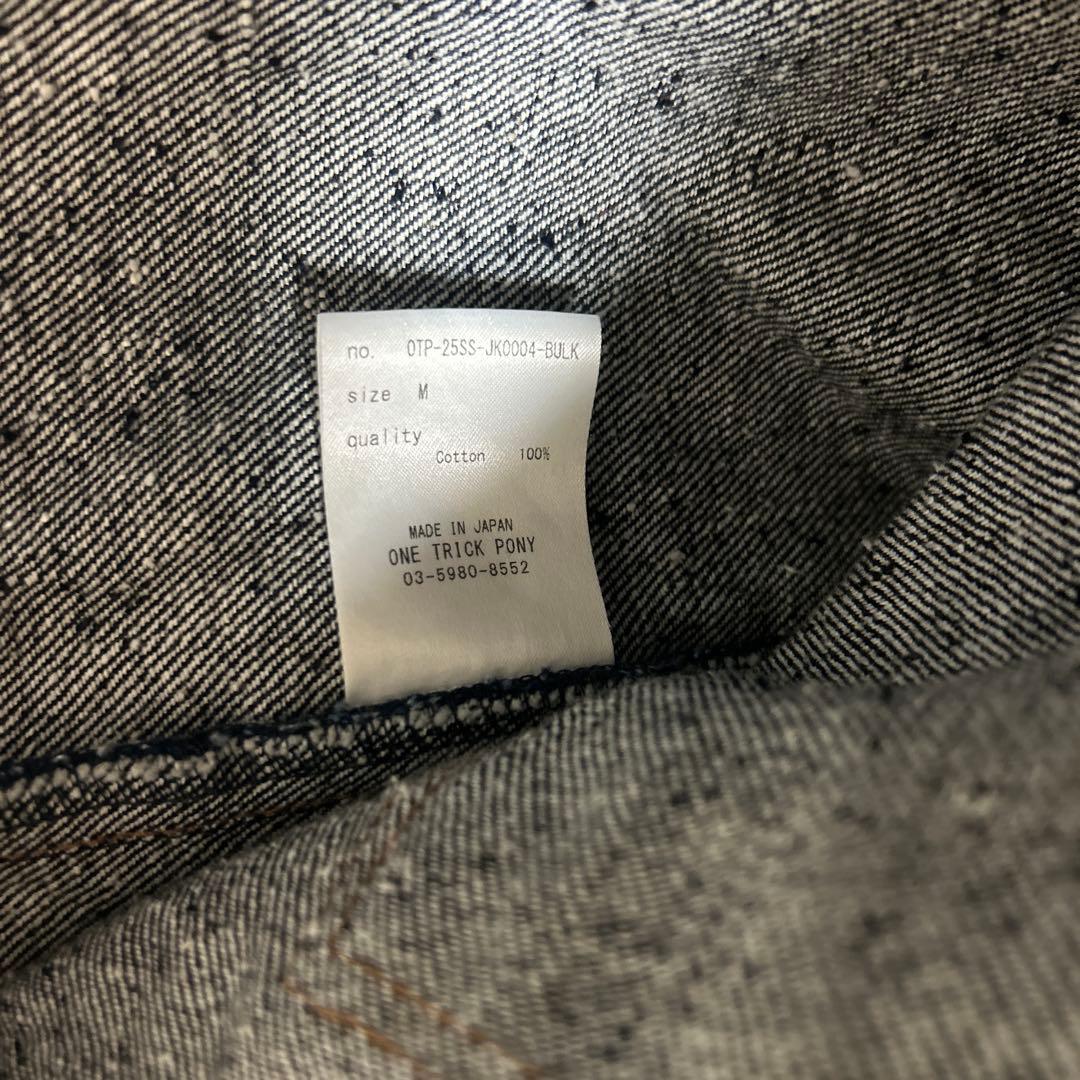 no. OTP-25SS-JK0004-BULK
size M
quality
Cotton 100%
MADE IN JAPAN
ONE TRICK PONY
03-5980-8552